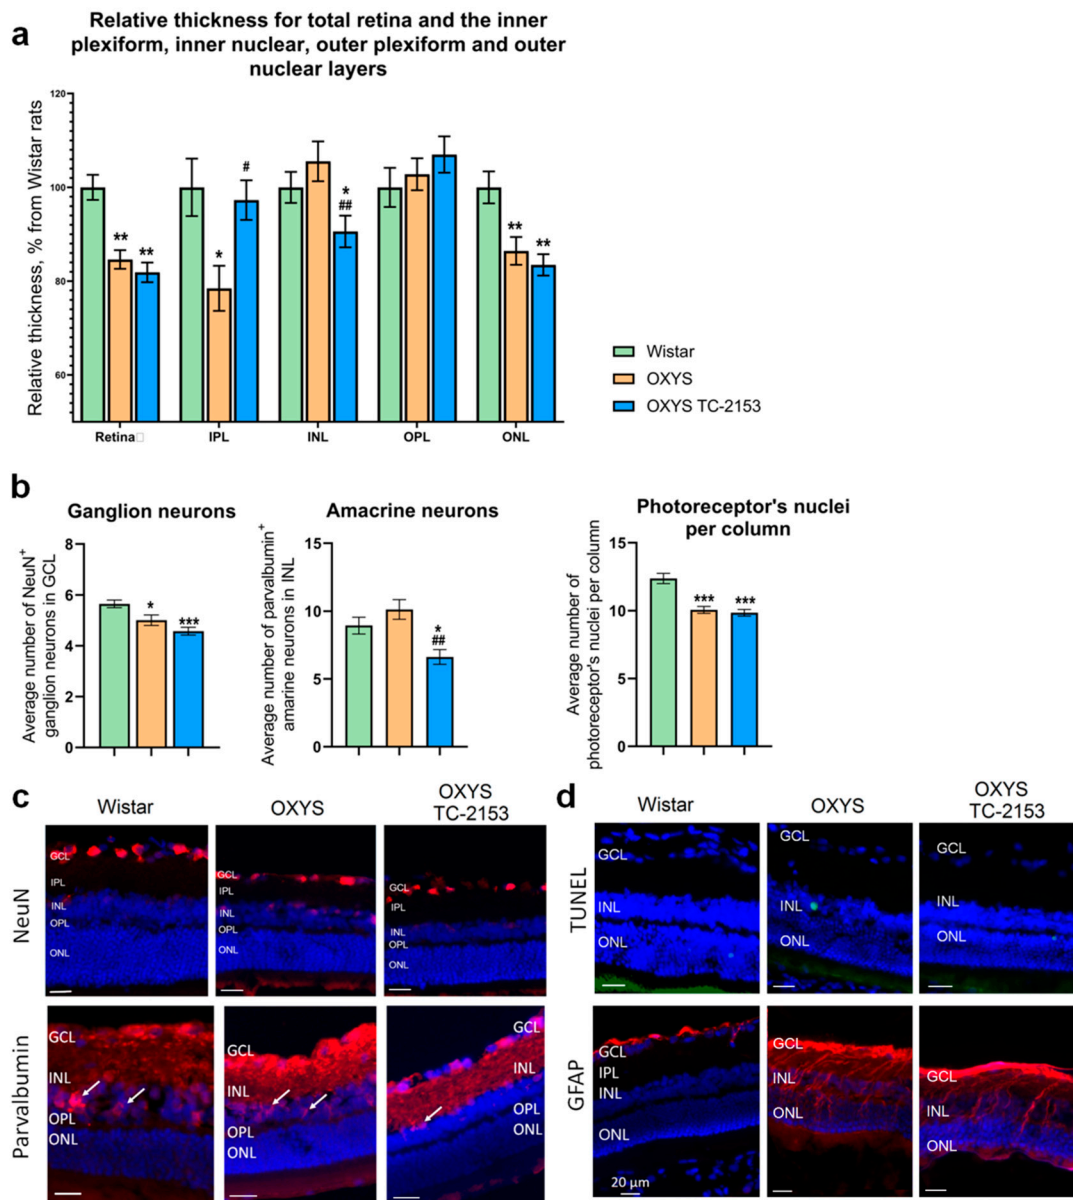 a
Relative thickness for total retina and the inner
plexiform, inner nuclear, outer plexiform and outer
nuclear layers
Relative thickness, % from Wistar rats
120
100
80
60
** ** * # * ## ** **
Retina□ IPL INL OPL ONL
Wistar
OXYS
OXYS TC-2153
b
Ganglion neurons
Average number of NeuN+
ganglion neurons in GCL
8
6
4
2
0
* ***
Amacrine neurons
Average number of parvalbumin+
amarine neurons in INL
15
10
5
0
*
##
Photoreceptor's nuclei
per column
Average number of
photoreceptor's nuclei per column
15
10
5
0
*** ***
c
Wistar OXYS OXYS
TC-2153
NeuN
GCL
IPL
INL
OPL
ONL
GCL
IPL
INL
OPL
ONL
GCL
IPL
INL
OPL
ONL
Parvalbumin
GCL
INL
OPL
ONL
GCL
INL
OPL
ONL
GCL
INL
OPL
ONL
d
Wistar OXYS OXYS
TC-2153
TUNEL
GCL
INL
ONL
GCL
INL
ONL
GCL
INL
ONL
GFAP
GCL
IPL
INL
ONL
20 µm
GCL
INL
ONL
GCL
INL
ONL